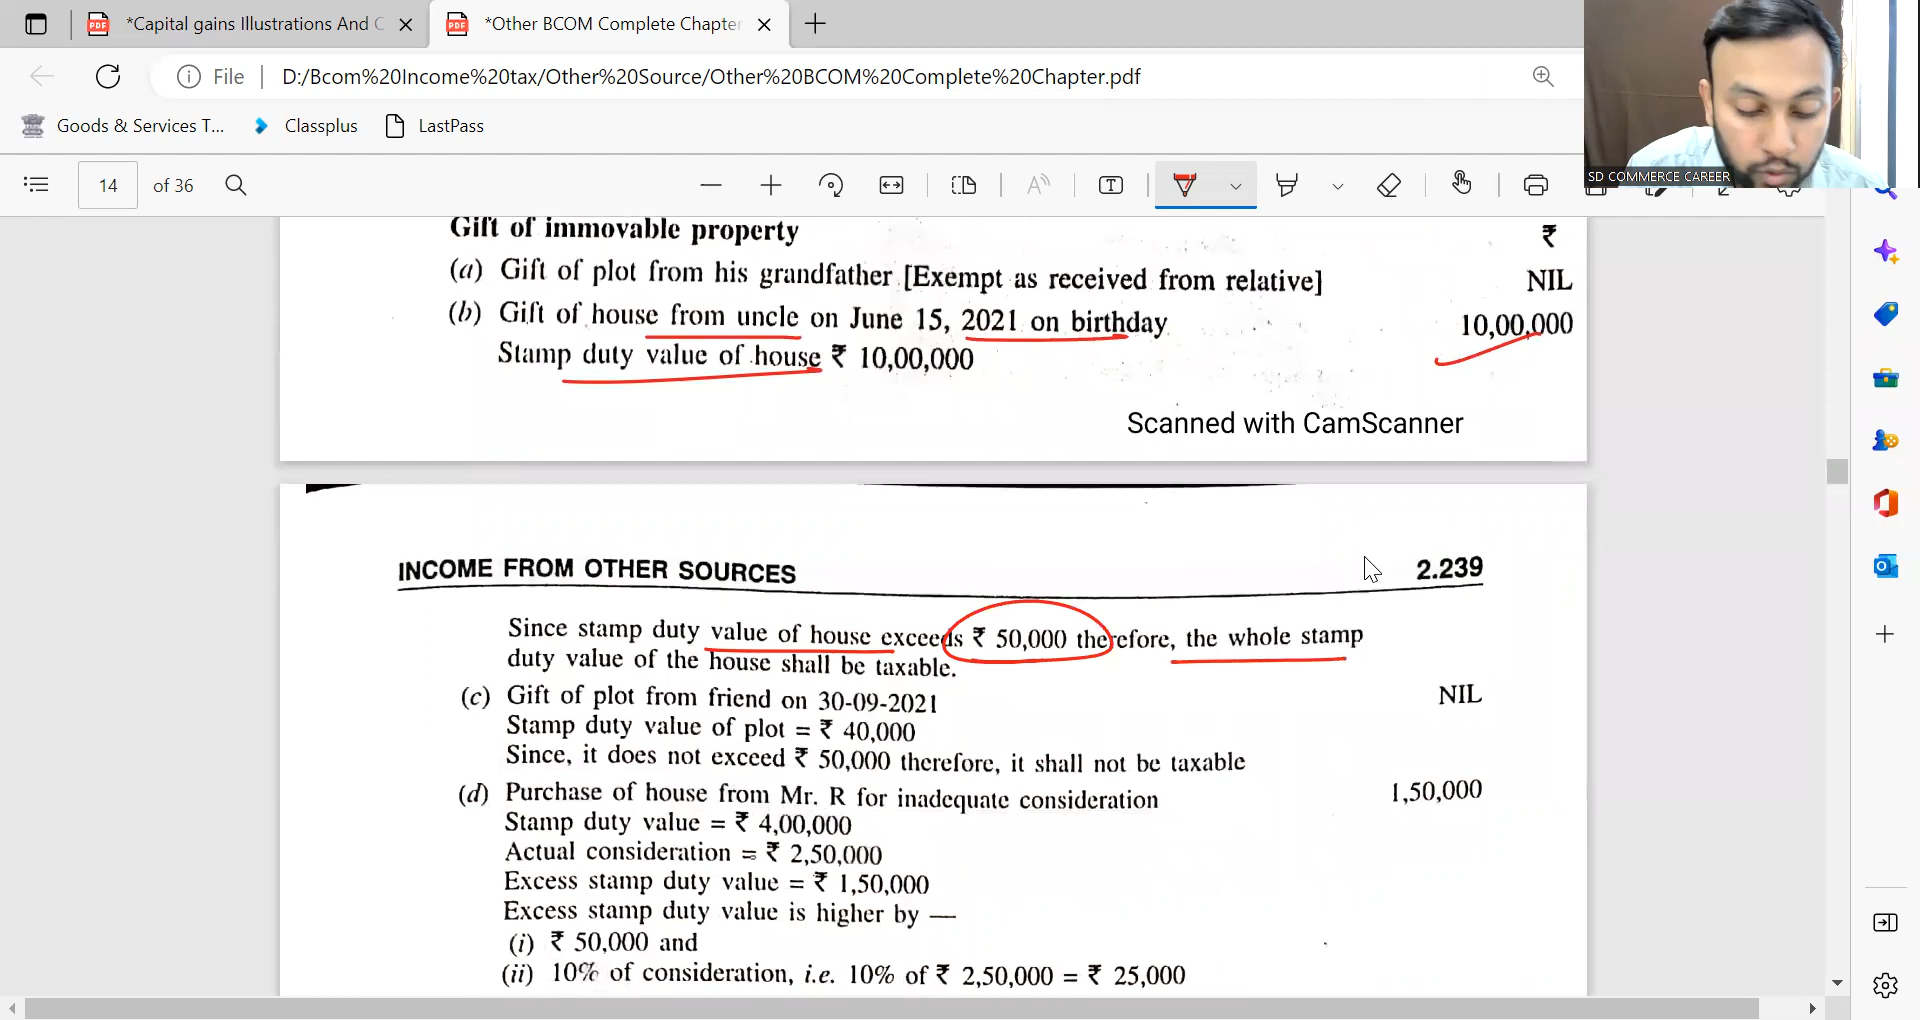 *Capital gains Illustrations And C
*Other BCOM Complete Chapter
File
D:/Bcom%20Income%20tax/Other%20Source/Other%20BCOM%20Complete%20Chapter.pdf
Goods & Services T...
Classplus
LastPass
14
of 36
SD COMMERCE CAREER
Gift of immovable property ₹
(a) Gift of plot from his grandfather [Exempt as received from relative] NIL
(b) Gift of house from uncle on June 15, 2021 on birthday 10,00,000
Stamp duty value of house ₹ 10,00,000
Scanned with CamScanner
INCOME FROM OTHER SOURCES 2.239
Since stamp duty value of house exceeds ₹ 50,000 therefore, the whole stamp
duty value of the house shall be taxable.
(c) Gift of plot from friend on 30-09-2021 NIL
Stamp duty value of plot = ₹ 40,000
Since, it does not exceed ₹ 50,000 therefore, it shall not be taxable
(d) Purchase of house from Mr. R for inadequate consideration 1,50,000
Stamp duty value = ₹ 4,00,000
Actual consideration = ₹ 2,50,000
Excess stamp duty value = ₹ 1,50,000
Excess stamp duty value is higher by —
(i) ₹ 50,000 and
(ii) 10% of consideration, i.e. 10% of ₹ 2,50,000 = ₹ 25,000